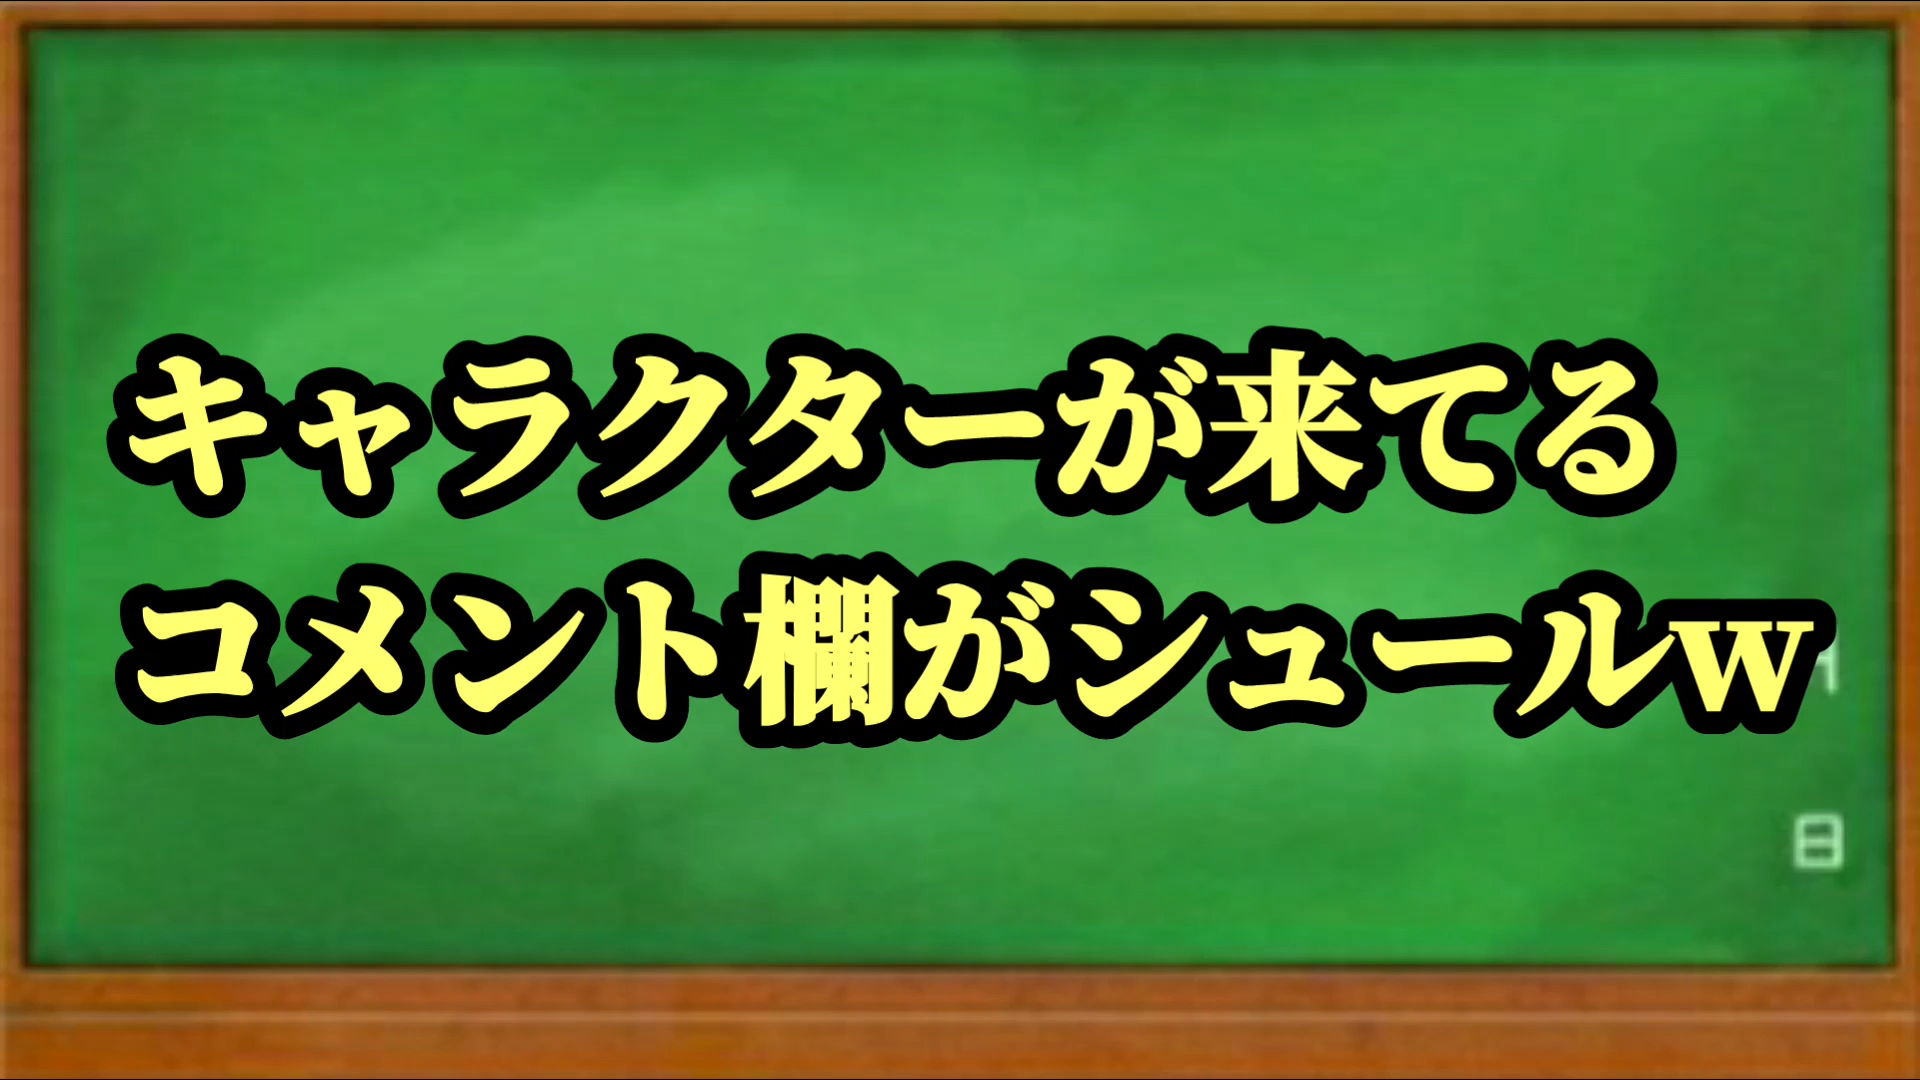 キャラクターが来てる
コメント欄がシュールw
日